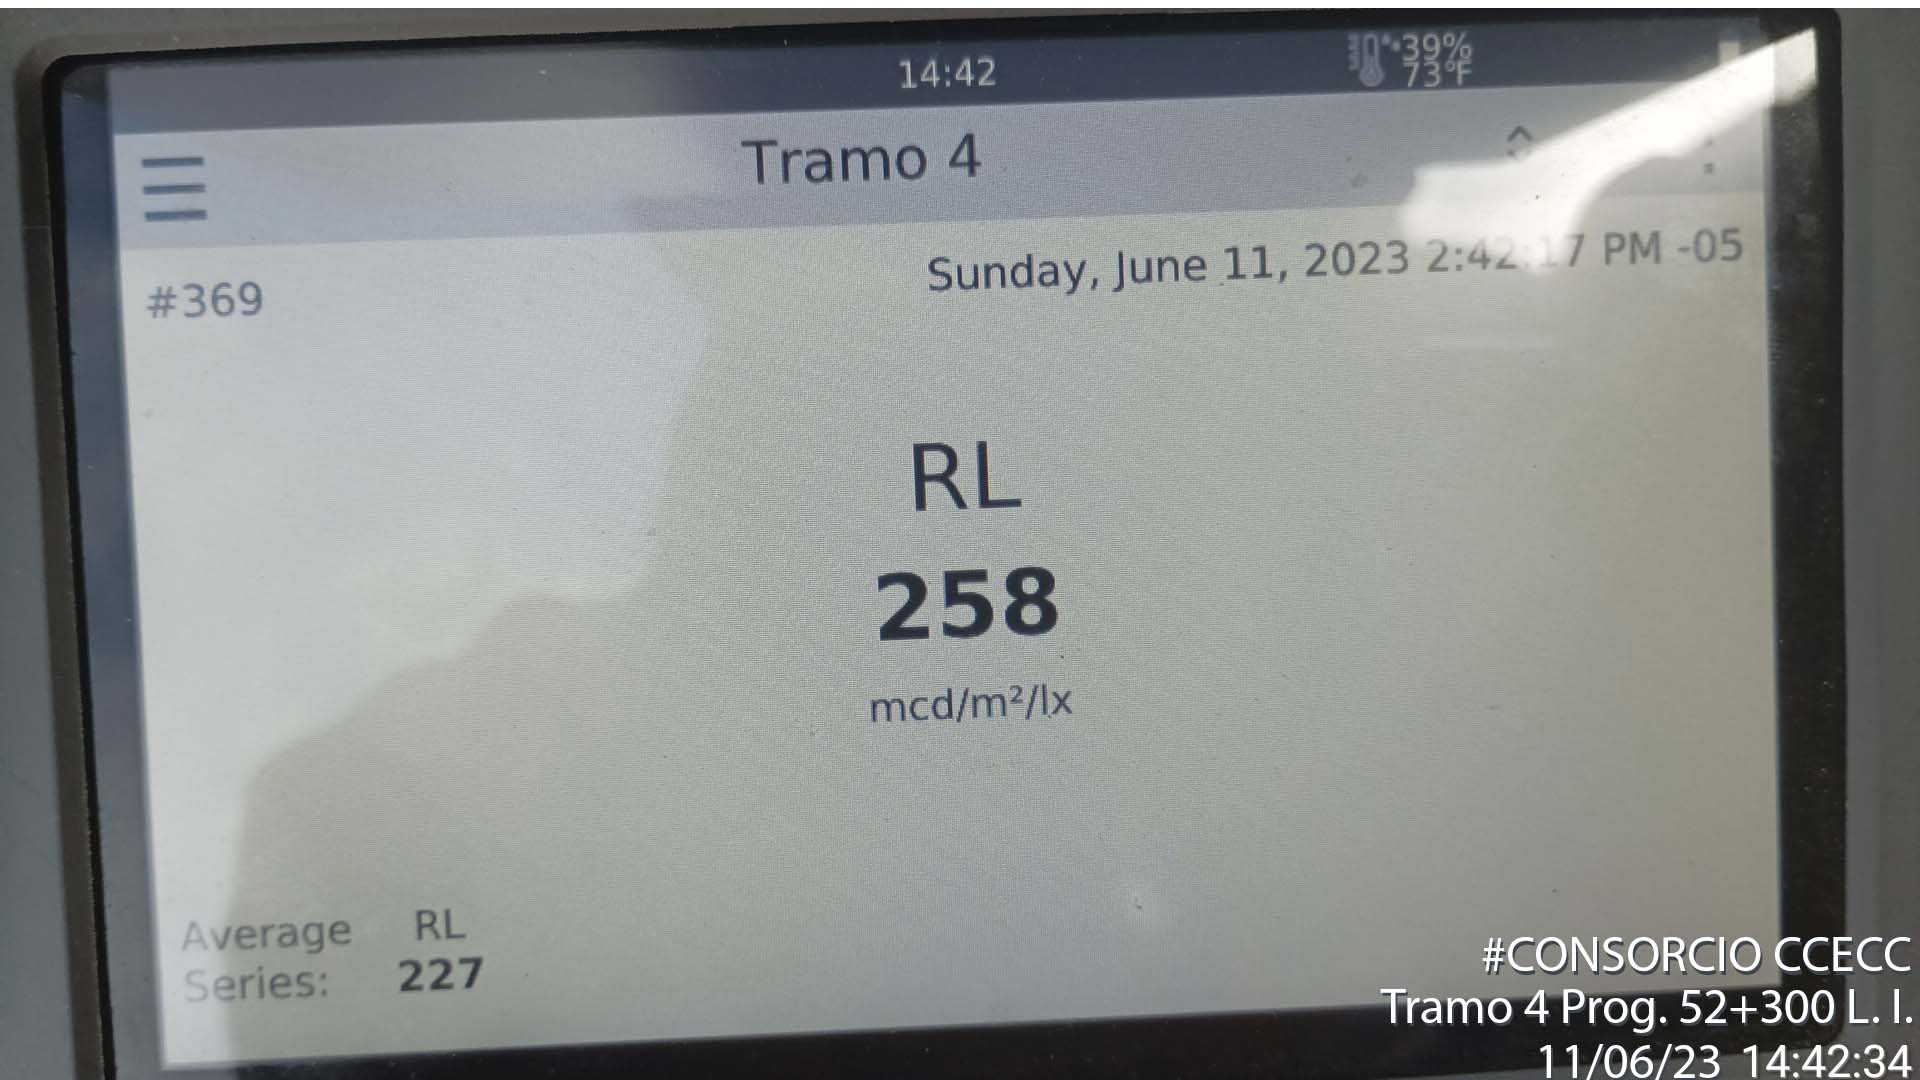 14:42
39%
73°F
Tramo 4
Sunday, June 11, 2023 2:42:17 PM -05
#369
RL
258
mcd/m²/lx
Average RL
Series: 227
#CONSORCIO CCECC
Tramo 4 Prog. 52+300 L. I.
11/06/23 14:42:34